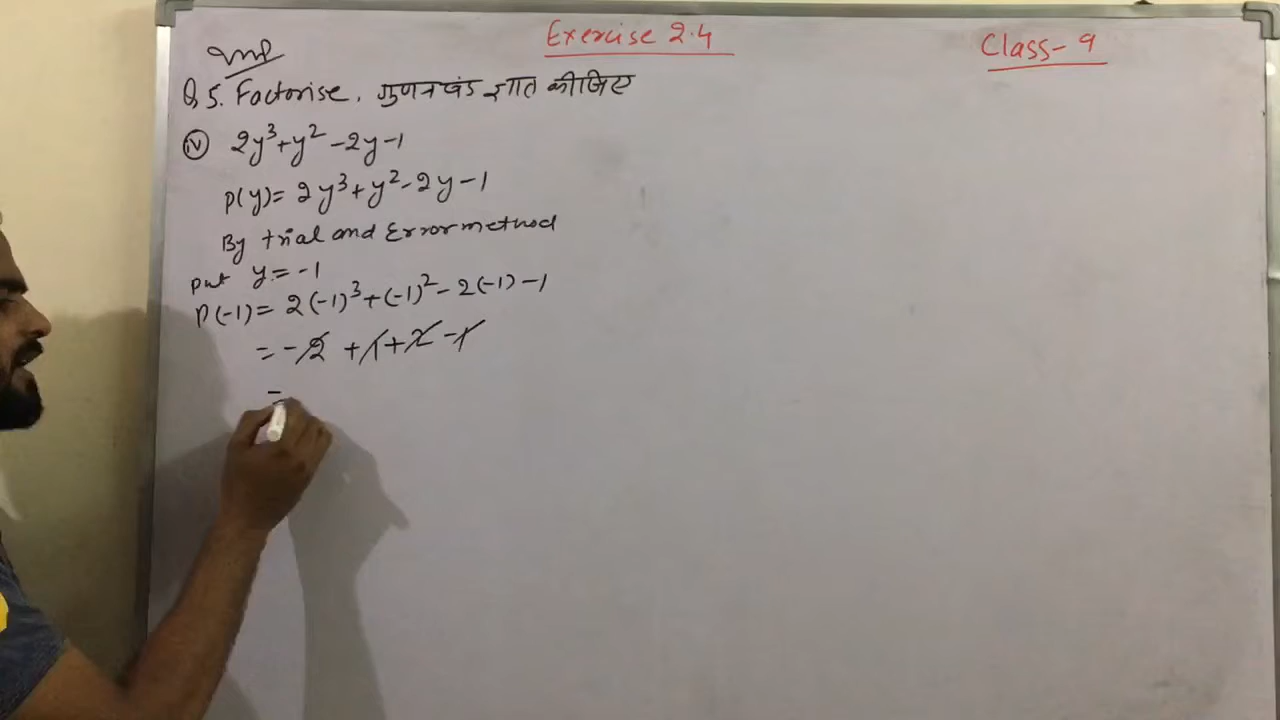 Exercise 2.4
Class- 9
Imp
Q 5. Factorise. गुणनखंड ज्ञात कीजिए
(iv) 2y³+y²-2y-1
p(y)= 2y³+y²-2y-1
By trial and Error method
put y=-1
p(-1)= 2(-1)³+(-1)²-2(-1)-1
= -2 +1+2-1
=